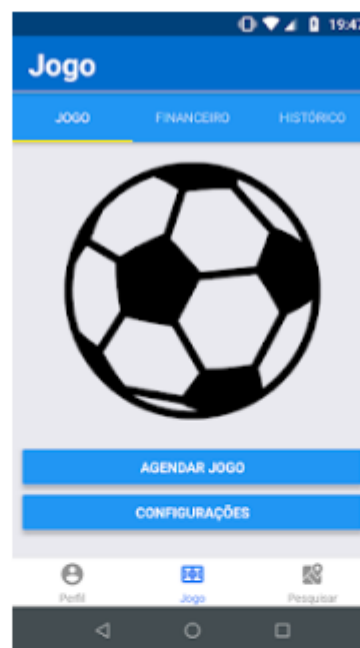 19:47
Jogo
JOGO FINANCEIRO HISTÓRICO
AGENDAR JOGO
CONFIGURAÇÕES
Perfil Jogo Pesquisar